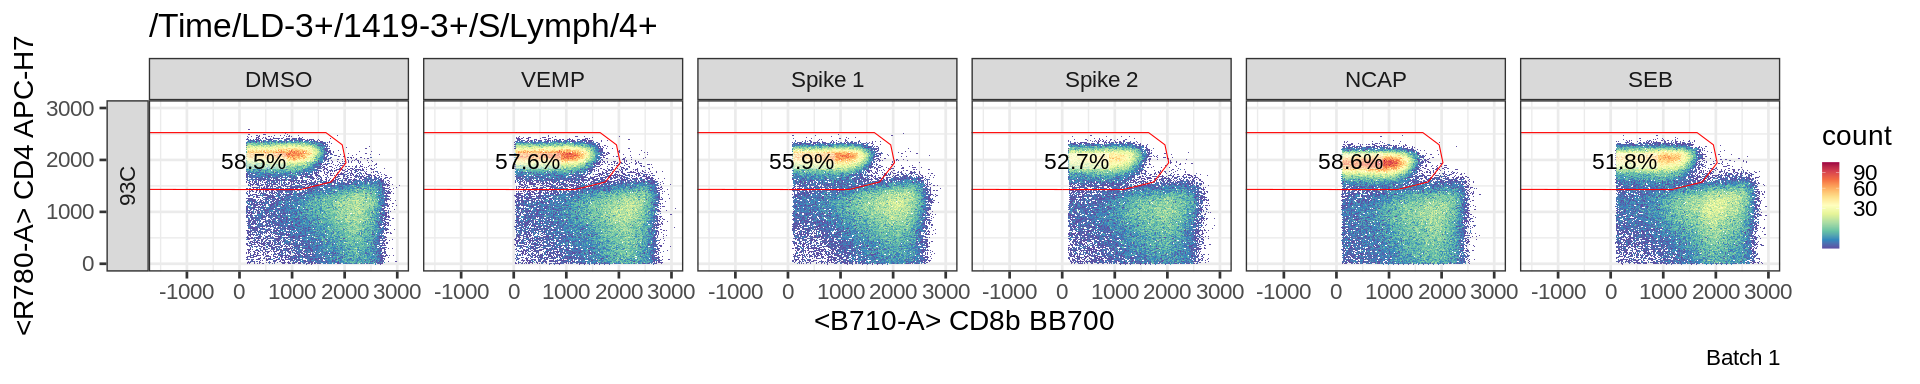 /Time/LD-3+/1419-3+/S/Lymph/4+
DMSO VEMP Spike 1 Spike 2 NCAP SEB
<R780-A> CD4 APC-H7
93C
3000
2000
1000
0
58.5% 57.6% 55.9% 52.7% 58.6% 51.8%
-1000 0 1000 2000 3000 -1000 0 1000 2000 3000 -1000 0 1000 2000 3000 -1000 0 1000 2000 3000 -1000 0 1000 2000 3000 -1000 0 1000 2000 3000
<B710-A> CD8b BB700
count
90
60
30
Batch 1